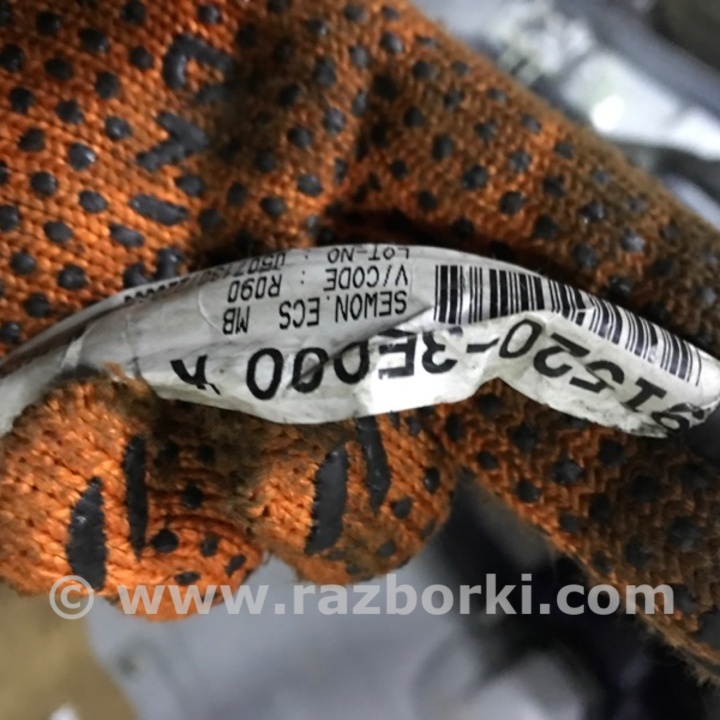 91520-3E000
SEWON ECS MB
V/CODE : R090
LOT-NO :
© www.razborki.com